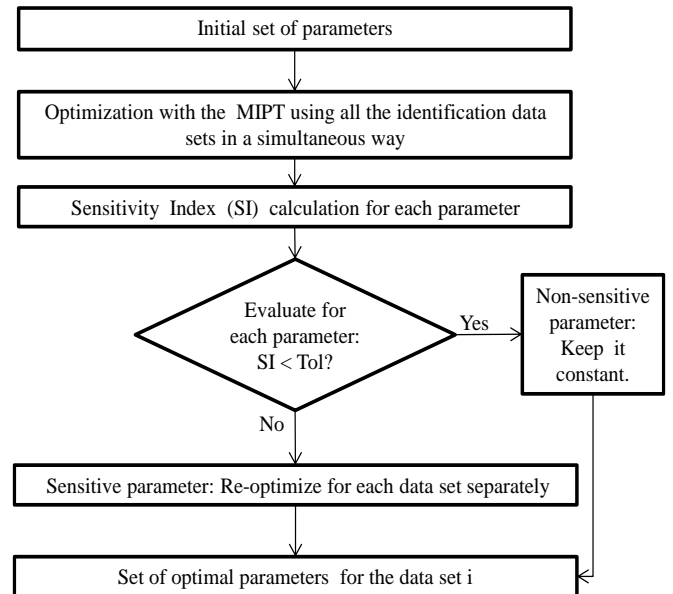 Initial set of parameters
Optimization with the MIPT using all the identification data
sets in a simultaneous way
Sensitivity Index (SI) calculation for each parameter
Evaluate for
each parameter:
SI < Tol?
Yes
Non-sensitive
parameter:
Keep it
constant.
No
Sensitive parameter: Re-optimize for each data set separately
Set of optimal parameters for the data set i